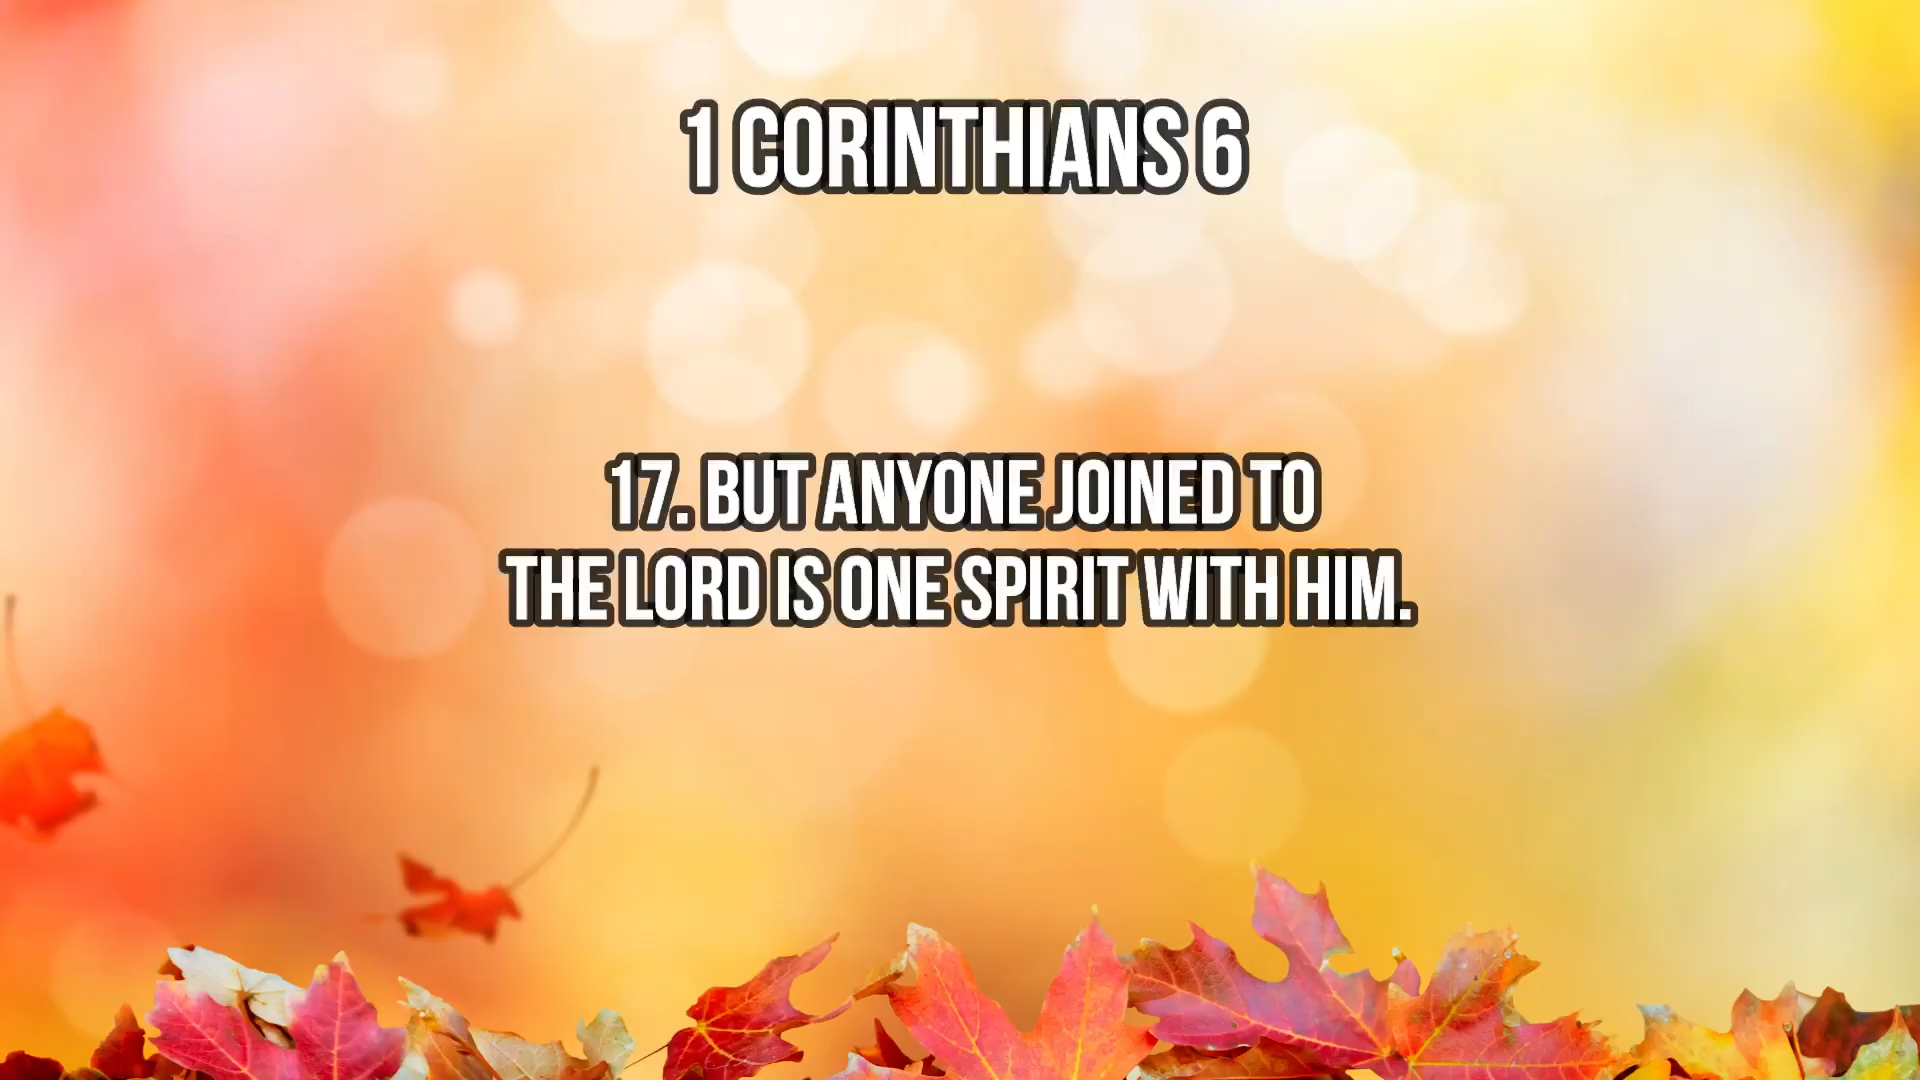 1 CORINTHIANS 6
17. BUT ANYONE JOINED TO
THE LORD IS ONE SPIRIT WITH HIM.